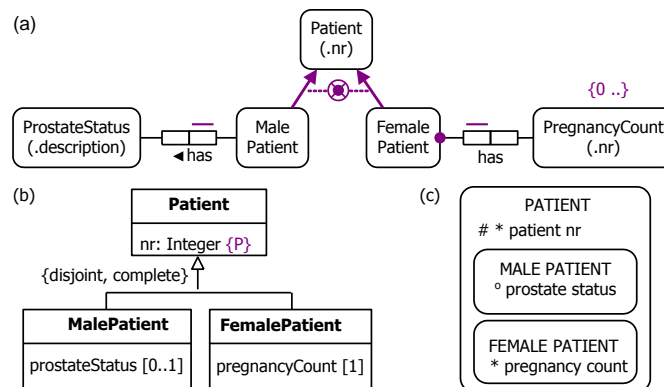 (a)
Patient
(.nr)
{0 ..}
ProstateStatus
(.description)
◄ has
Male
Patient
Female
Patient
has
PregnancyCount
(.nr)
(b)
Patient
nr: Integer {P}
{disjoint, complete}
MalePatient
prostateStatus [0..1]
FemalePatient
pregnancyCount [1]
(c)
PATIENT
# * patient nr
MALE PATIENT
o prostate status
FEMALE PATIENT
* pregnancy count